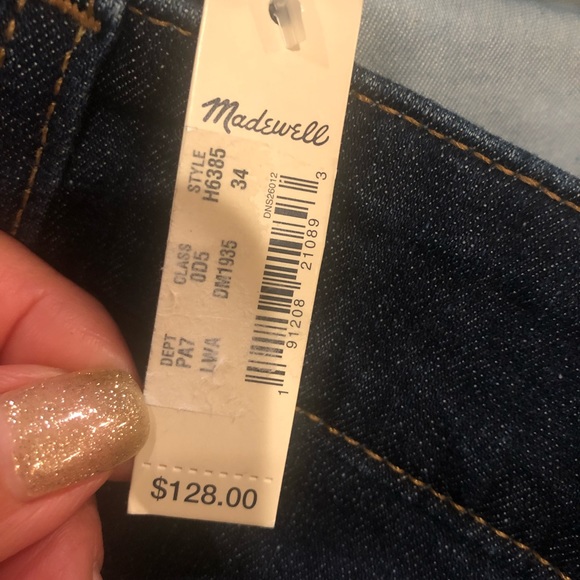 Madewell
STYLE
H6385
34
CLASS
0D5
DM1935
DEPT
PA7
LWA
DNS26012
1 91208 21089 3
$128.00